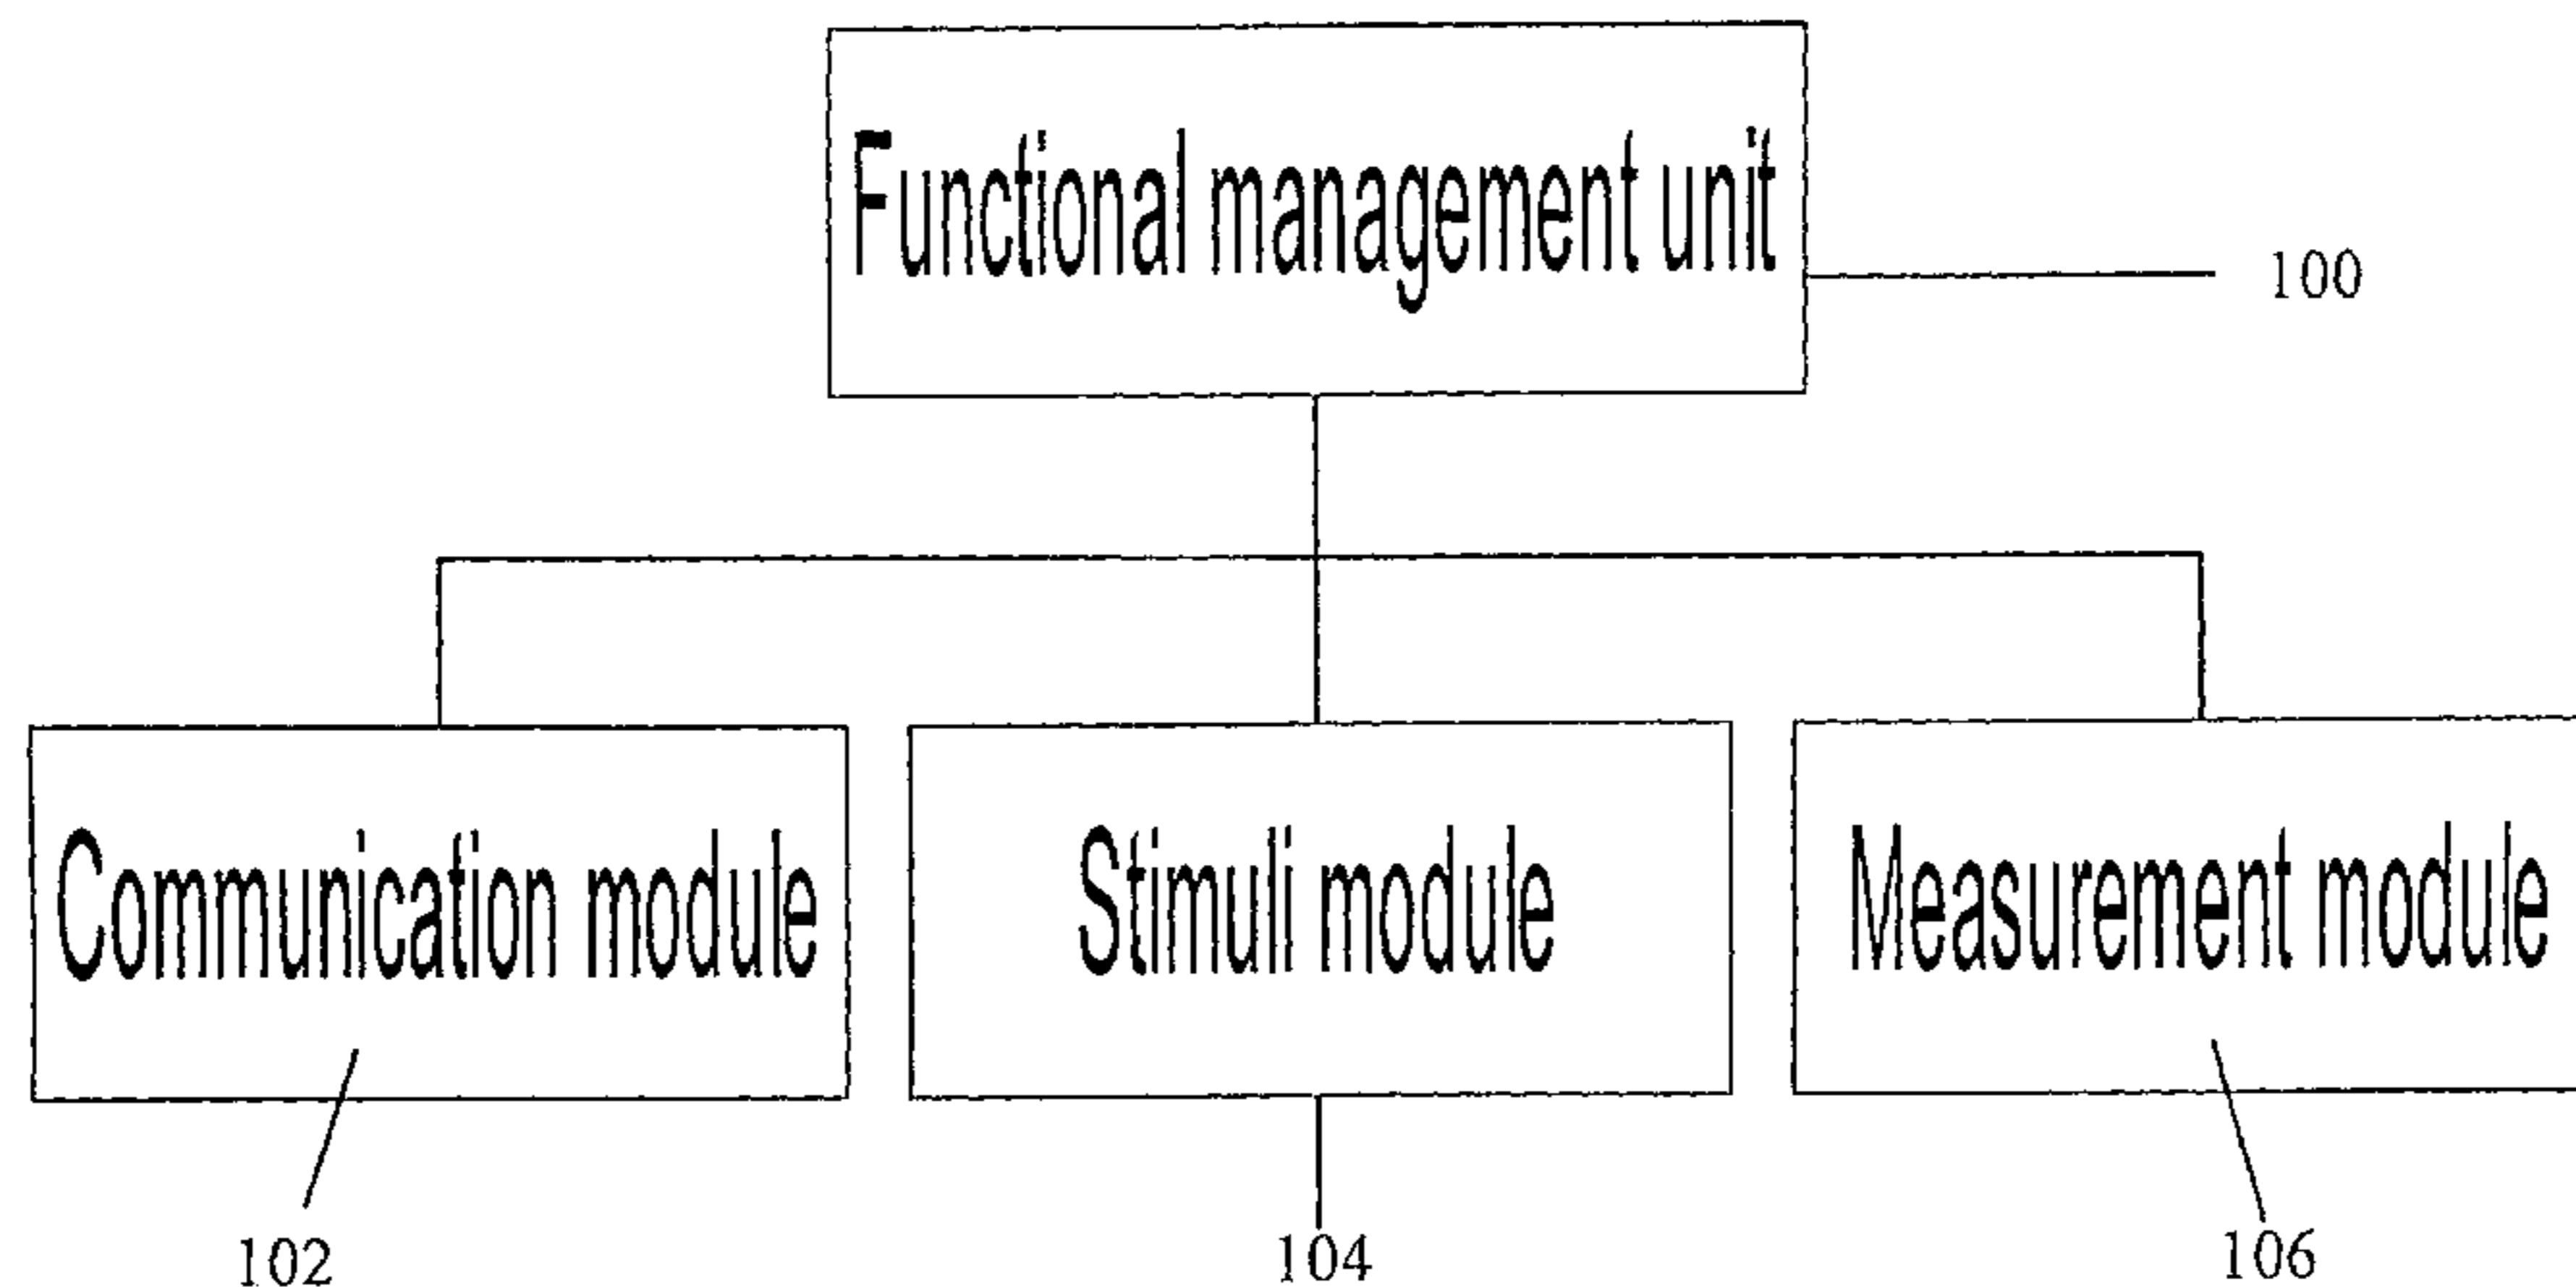 Functional management unit
100
Communication module
Stimuli module
Measurement module
102
104
106